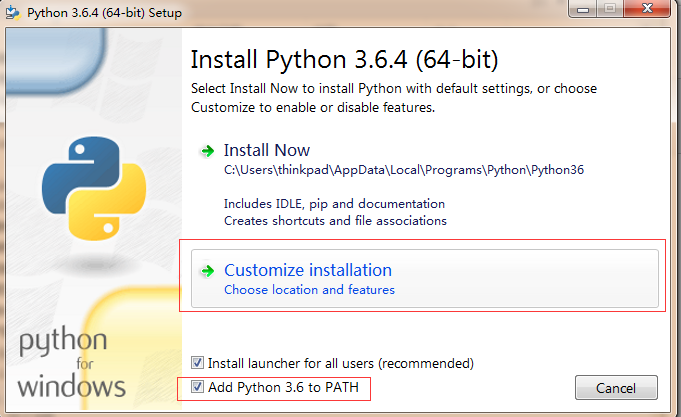 Python 3.6.4 (64-bit) Setup
Install Python 3.6.4 (64-bit)
Select Install Now to install Python with default settings, or choose
Customize to enable or disable features.
Install Now
C:\Users\thinkpad\AppData\Local\Programs\Python\Python36
Includes IDLE, pip and documentation
Creates shortcuts and file associations
Customize installation
Choose location and features
python
for
windows
Install launcher for all users (recommended)
Add Python 3.6 to PATH
Cancel